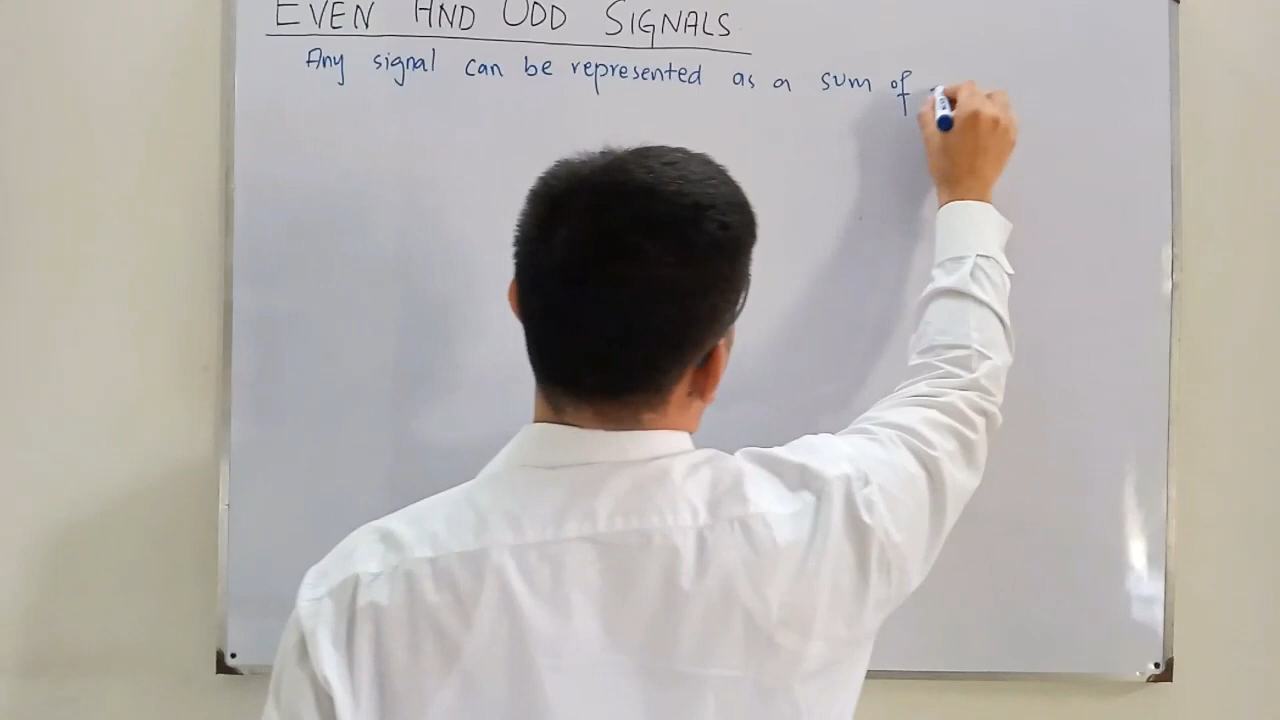 EVEN AND ODD SIGNALS
Any signal can be represented as a sum of